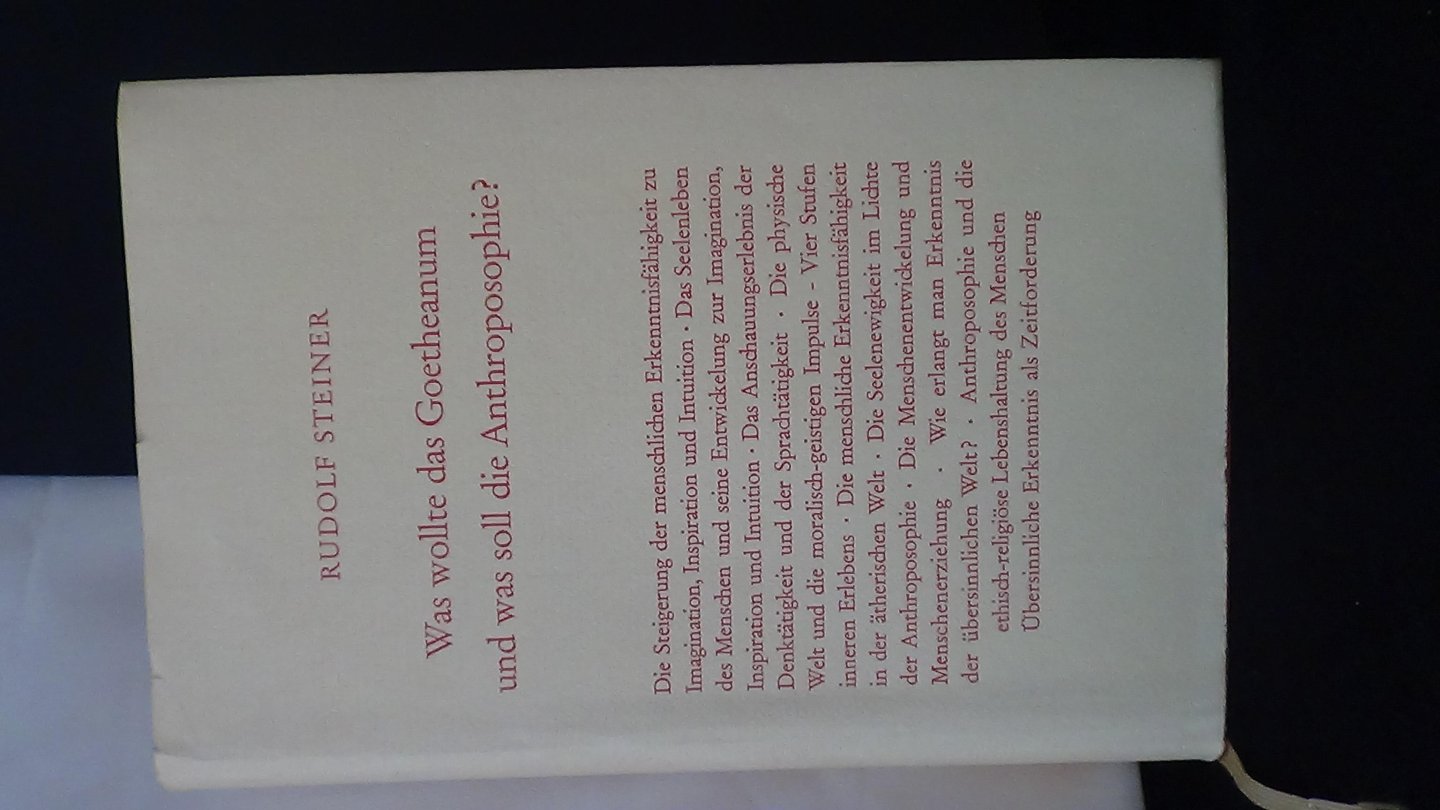 RUDOLF STEINER
Was wollte das Goetheanum
und was soll die Anthroposophie?
Die Steigerung der menschlichen Erkenntnisfähigkeit zu
Imagination, Inspiration und Intuition · Das Seelenleben
des Menschen und seine Entwickelung zur Imagination,
Inspiration und Intuition · Das Anschauungserlebnis der
Denktätigkeit und der Sprachtätigkeit · Die physische
Welt und die moralisch-geistigen Impulse - Vier Stufen
inneren Erlebens · Die menschliche Erkenntnisfähigkeit
in der ätherischen Welt · Die Seelenewigkeit im Lichte
der Anthroposophie · Die Menschenentwickelung und
Menschenerziehung · Wie erlangt man Erkenntnis
der übersinnlichen Welt? · Anthroposophie und die
ethisch-religiöse Lebenshaltung des Menschen
Übersinnliche Erkenntnis als Zeitforderung